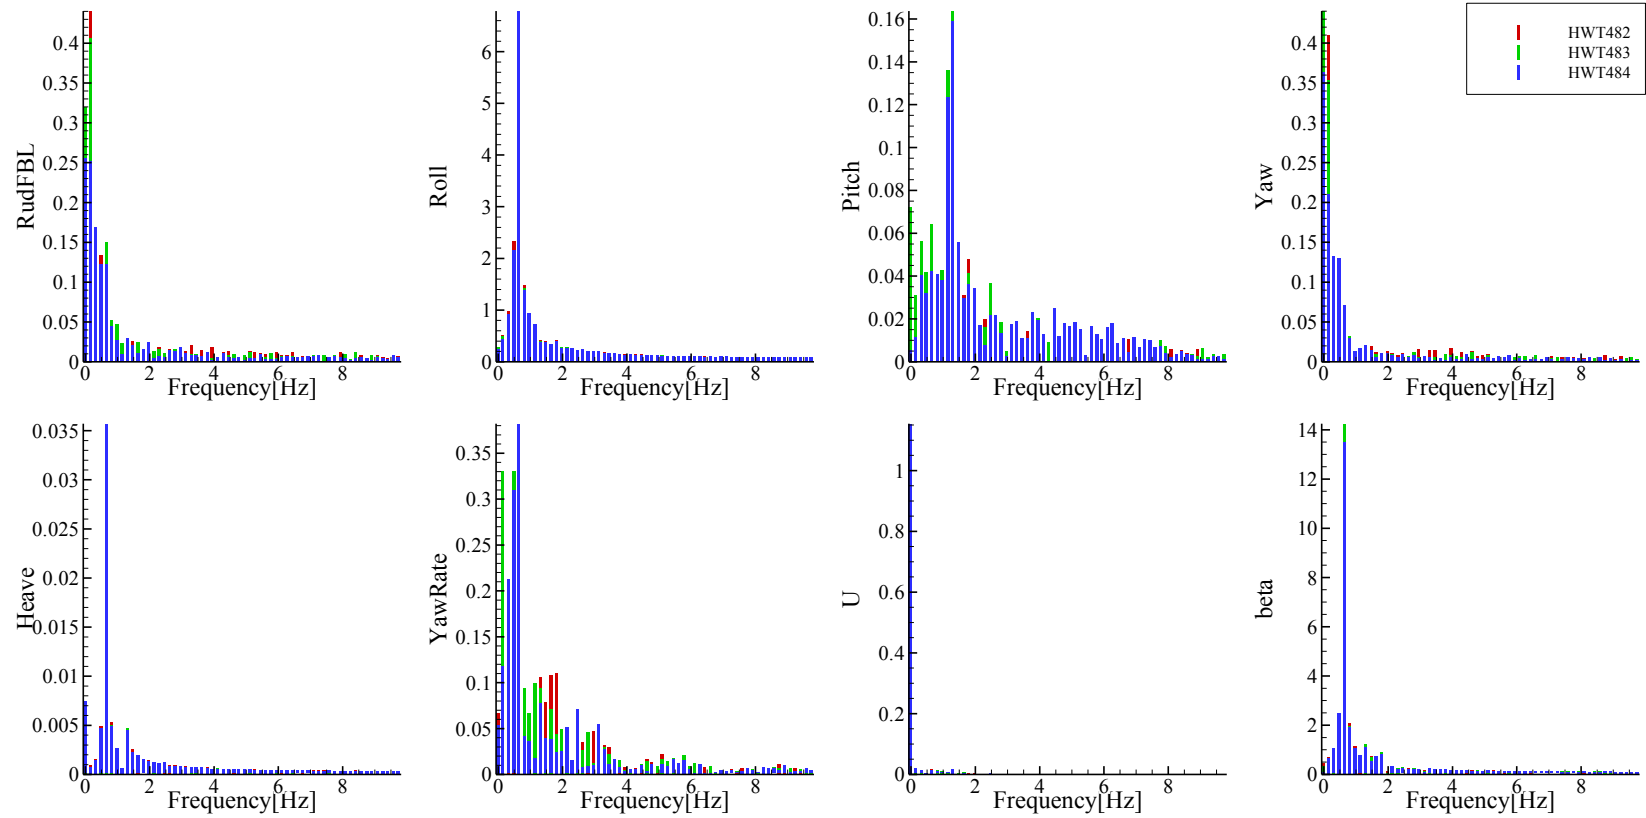 HWT482
HWT483
HWT484
RudFBL
0.4
0.35
0.3
0.25
0.2
0.15
0.1
0.05
0
0 2 4 6 8
Frequency[Hz]
Roll
6
5
4
3
2
1
0
0 2 4 6 8
Frequency[Hz]
Pitch
0.16
0.14
0.12
0.1
0.08
0.06
0.04
0.02
0
0 2 4 6 8
Frequency[Hz]
Yaw
0.4
0.35
0.3
0.25
0.2
0.15
0.1
0.05
0
0 2 4 6 8
Frequency[Hz]
Heave
0.035
0.03
0.025
0.02
0.015
0.01
0.005
0
0 2 4 6 8
Frequency[Hz]
YawRate
0.35
0.3
0.25
0.2
0.15
0.1
0.05
0
0 2 4 6 8
Frequency[Hz]
U
1
0.8
0.6
0.4
0.2
0
0 2 4 6 8
Frequency[Hz]
beta
14
12
10
8
6
4
2
0
0 2 4 6 8
Frequency[Hz]